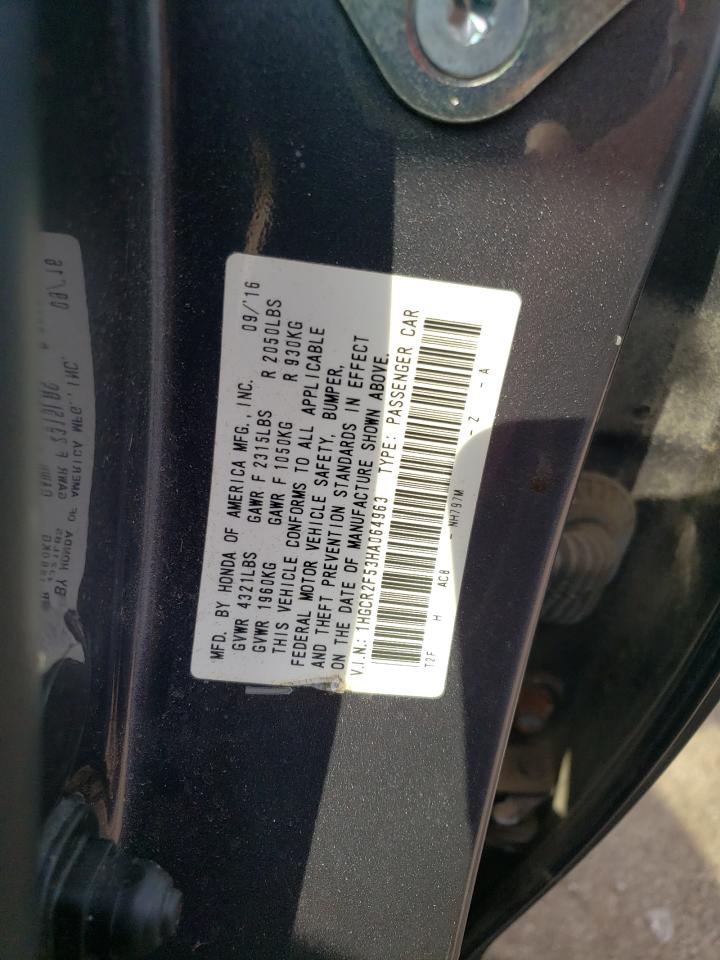 MFD. BY HONDA OF AMERICA MFG., INC. 09/'16
GVWR 4321LBS GAWR F 2315LBS R 2050LBS
GVWR 1960KG GAWR F 1050KG R 930KG
THIS VEHICLE CONFORMS TO ALL APPLICABLE
FEDERAL MOTOR VEHICLE SAFETY, BUMPER,
AND THEFT PREVENTION STANDARDS IN EFFECT
ON THE DATE OF MANUFACTURE SHOWN ABOVE.
V.I.N.: 1HGCR2F53HA064963 TYPE: PASSENGER CAR
T2F H AC8 - NH797M - Z - A